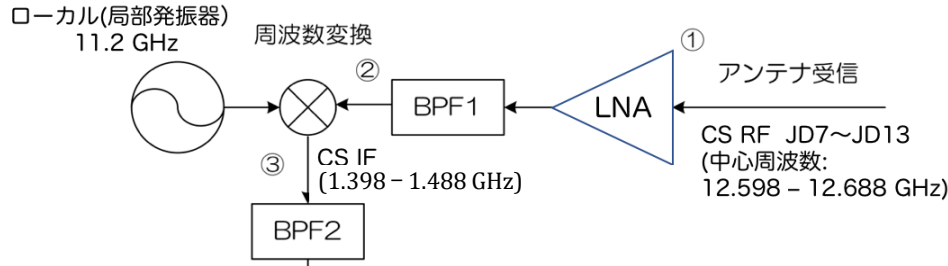 ローカル(局部発振器)
11.2 GHz
周波数変換
①
②
アンテナ受信
BPF1
LNA
CS RF JD7～JD13
(中心周波数:
12.598 – 12.688 GHz)
③
CS IF
(1.398 – 1.488 GHz)
BPF2